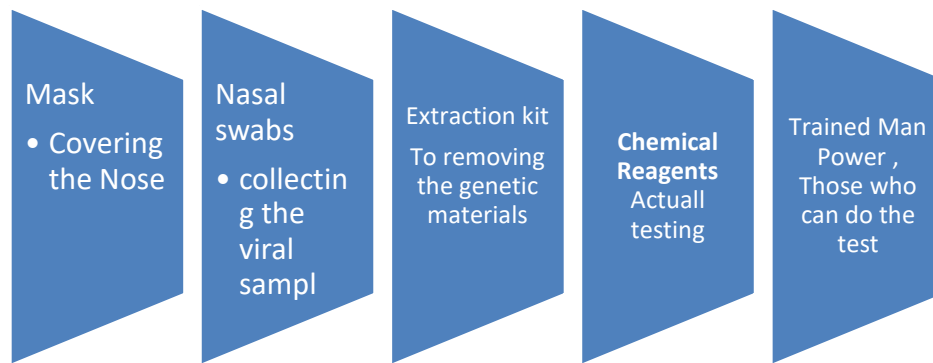 Mask
• Covering
the Nose
Nasal
swabs
• collectin
g the
viral
sampl
Extraction kit
To removing
the genetic
materials
Chemical
Reagents
Actuall
testing
Trained Man
Power ,
Those who
can do the
test